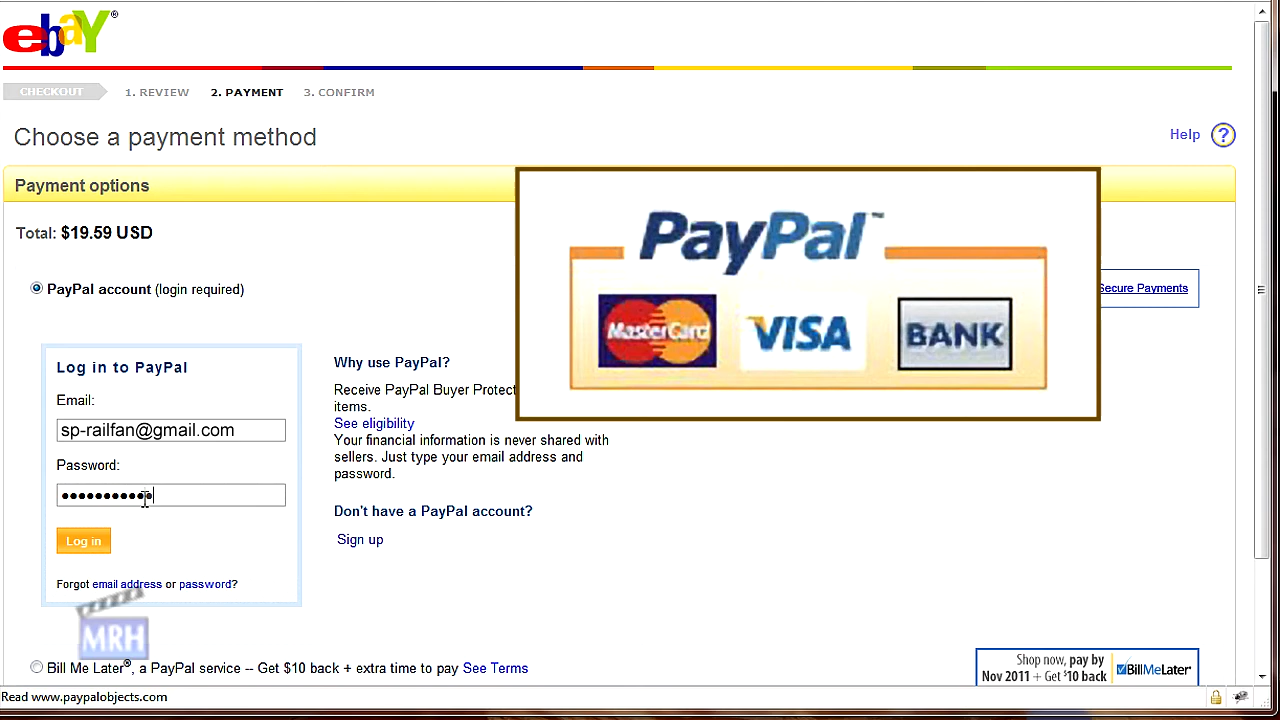 ebaY®
CHECKOUT 1. REVIEW 2. PAYMENT 3. CONFIRM
Choose a payment method
Help ?
Payment options
Total: $19.59 USD
PayPal™
MasterCard VISA BANK
PayPal account (login required)
Secure Payments
Log in to PayPal
Email:
sp-railfan@gmail.com
Password:
•••••••••••
Log in
Forgot email address or password?
Why use PayPal?
Receive PayPal Buyer Protect
items.
See eligibility
Your financial information is never shared with
sellers. Just type your email address and
password.
Don't have a PayPal account?
Sign up
MRH
Bill Me Later®, a PayPal service -- Get $10 back + extra time to pay See Terms
Shop now, pay by
Nov 2011 + Get $10 back
BillMeLater
Read www.paypalobjects.com